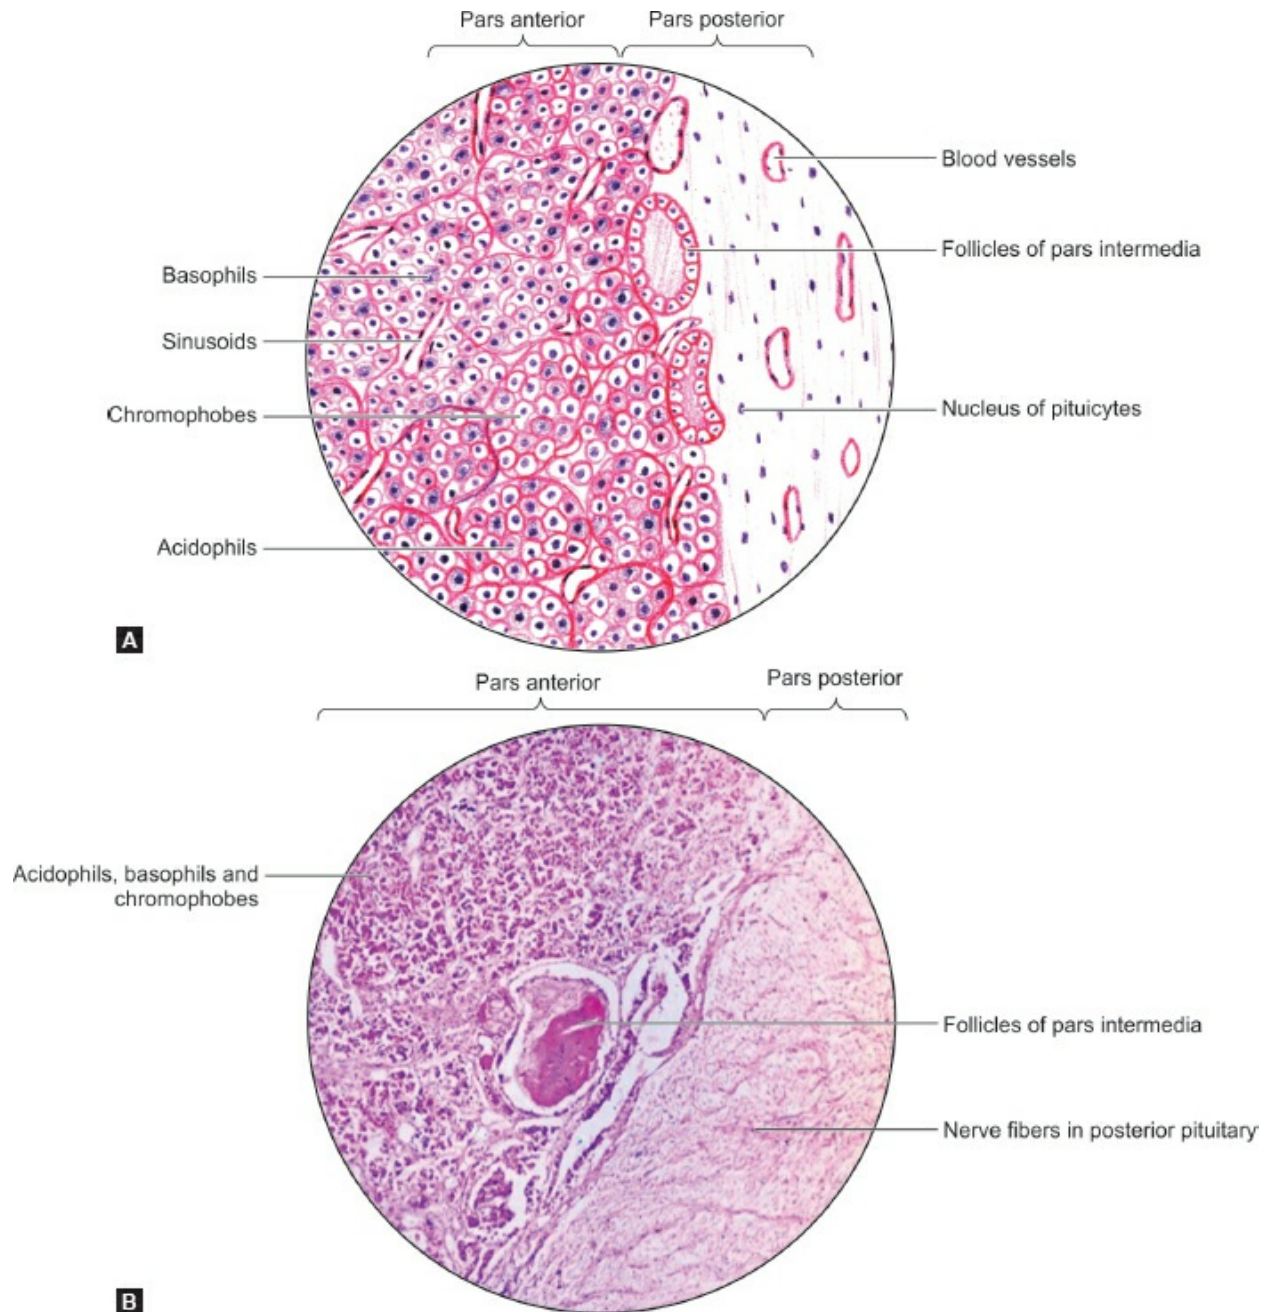 Pars anterior
Pars posterior
Blood vessels
Follicles of pars intermedia
Basophils
Sinusoids
Chromophobes
Nucleus of pituicytes
Acidophils
A
Pars anterior
Pars posterior
Acidophils, basophils and
chromophobes
Follicles of pars intermedia
Nerve fibers in posterior pituitary
B